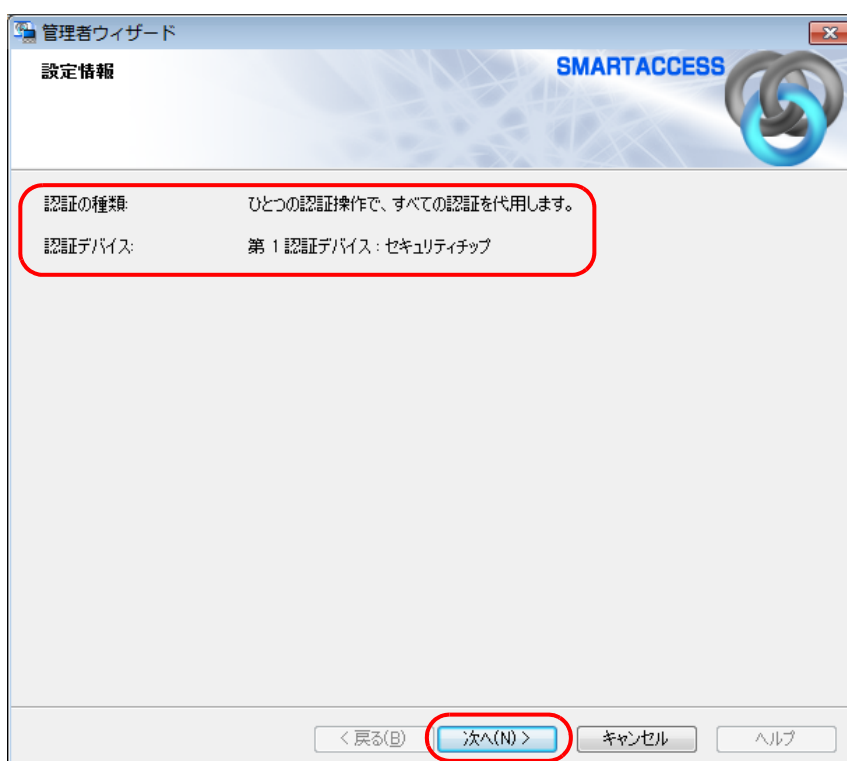 管理者ウィザード
設定情報
SMARTACCESS
認証の種類: ひとつの認証操作で、すべての認証を代用します。
認証デバイス: 第 1 認証デバイス : セキュリティチップ
< 戻る(B) 次へ(N) > キャンセル ヘルプ